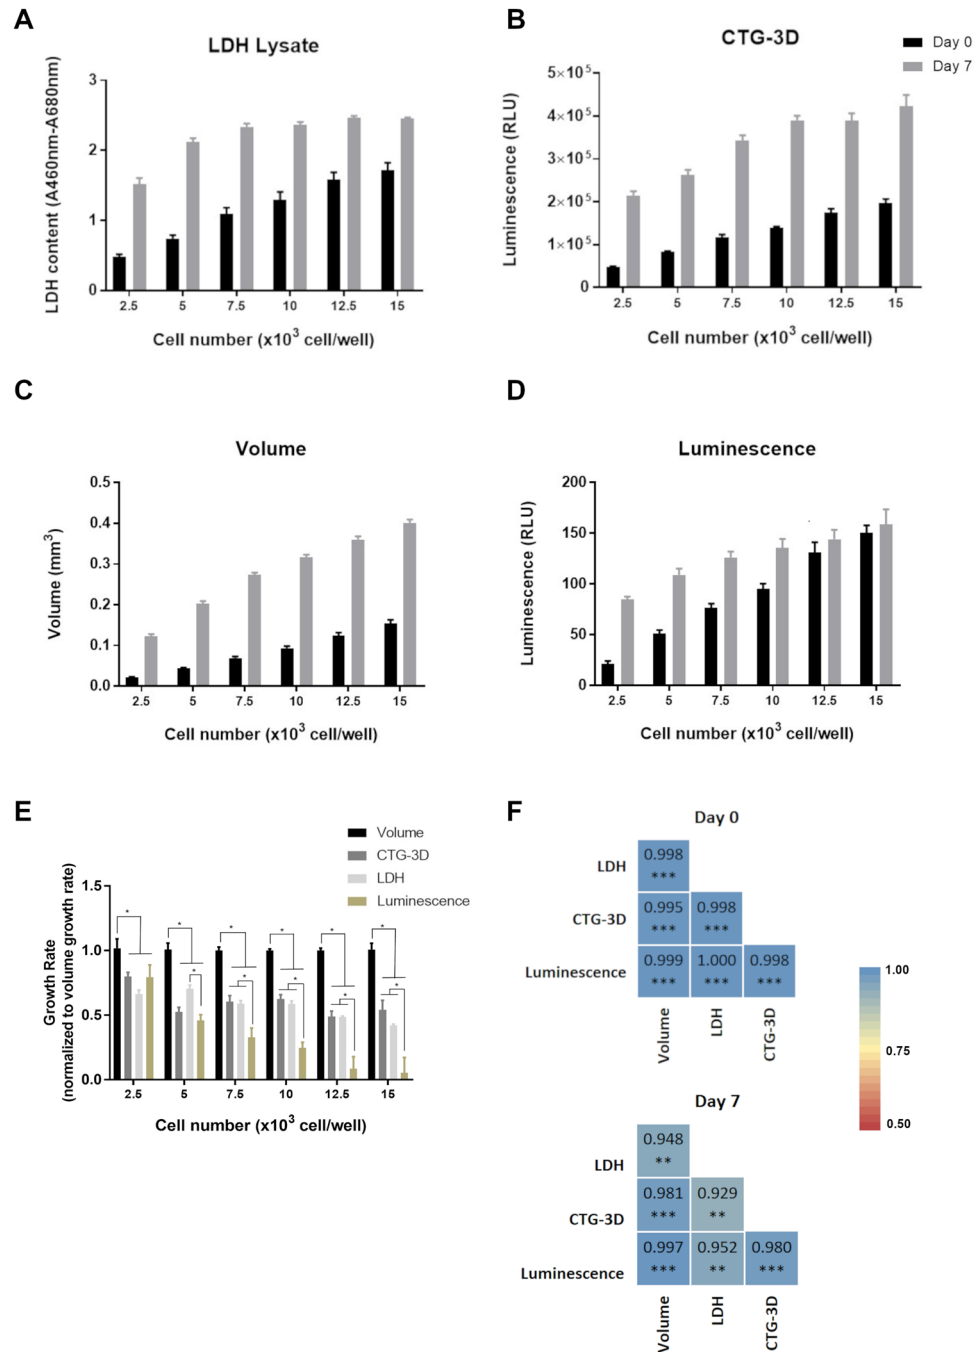 A
LDH Lysate
LDH content (A460nm-A680nm)
3
2
1
0
2.5 5 7.5 10 12.5 15
Cell number (x10³ cell/well)
B
CTG-3D
Day 0
Day 7
Luminescence (RLU)
5×10⁵
4×10⁵
3×10⁵
2×10⁵
1×10⁵
0
2.5 5 7.5 10 12.5 15
Cell number (x10³ cell/well)
C
Volume
Volume (mm³)
0.5
0.4
0.3
0.2
0.1
0.0
2.5 5 7.5 10 12.5 15
Cell number (x10³ cell/well)
D
Luminescence
Luminescence (RLU)
200
150
100
50
0
2.5 5 7.5 10 12.5 15
Cell number (x10³ cell/well)
E
Volume
CTG-3D
LDH
Luminescence
Growth Rate
(normalized to volume growth rate)
1.5
1.0
0.5
0.0
* * * * * *
* * * * *
2.5 5 7.5 10 12.5 15
Cell number (x10³ cell/well)
F
Day 0
LDH 0.998
***
CTG-3D 0.995 0.998
*** ***
Luminescence 0.999 1.000 0.998
*** *** ***
Volume LDH CTG-3D
1.00
0.75
0.50
Day 7
LDH 0.948
**
CTG-3D 0.981 0.929
*** **
Luminescence 0.997 0.952 0.980
*** ** ***
Volume LDH CTG-3D